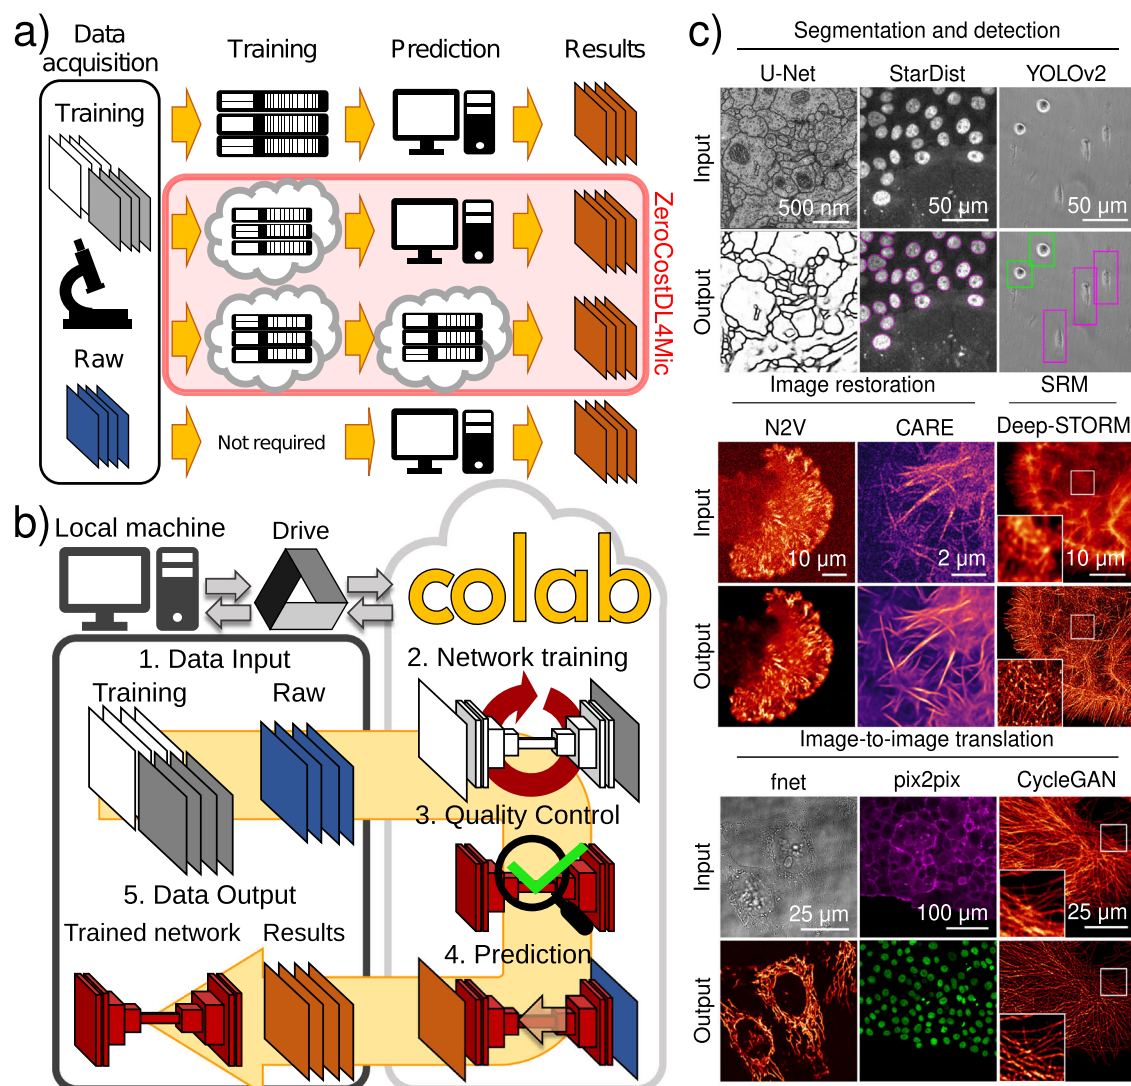 a)
Data
acquisition
Training
Prediction
Results
Training
Raw
Not required
ZeroCostDL4Mic
b)
Local machine
Drive
colab
1. Data Input
Training
Raw
2. Network training
3. Quality Control
4. Prediction
5. Data Output
Trained network
Results
c)
Segmentation and detection
U-Net
StarDist
YOLOv2
Input
500 nm
50 µm
50 µm
Output
Image restoration
SRM
N2V
CARE
Deep-STORM
Input
10 µm
2 µm
10 µm
Output
Image-to-image translation
fnet
pix2pix
CycleGAN
Input
25 µm
100 µm
25 µm
Output